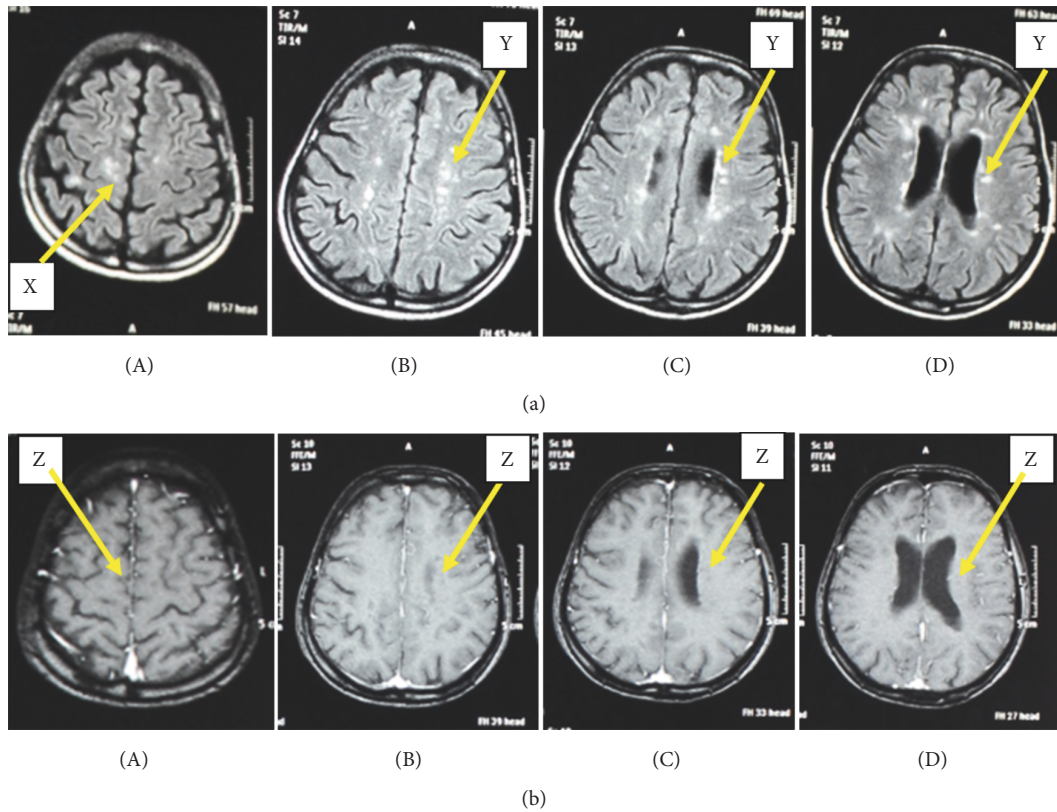 A
Sc 7
TIR/M
SI 14
Y
FH 69 head
A
Sc 7
TIR/M
SI 13
Y
FH 63 head
A
Sc 7
TIR/M
SI 12
Y
X
5 cm
5 cm
5 cm
FH 57 head
TIR/M
A
FH 45 head
FH 39 head
FH 33 head
(A)
(B)
(C)
(D)
(a)
Z
A
Sc 10
FFE/M
SI 13
Z
A
Sc 10
FFE/M
SI 12
Z
A
Sc 10
FFE/M
SI 11
Z
L
5 cm
5 cm
5 cm
5 cm
FH 39 head
FH 33 head
FH 27 head
(A)
(B)
(C)
(D)
(b)